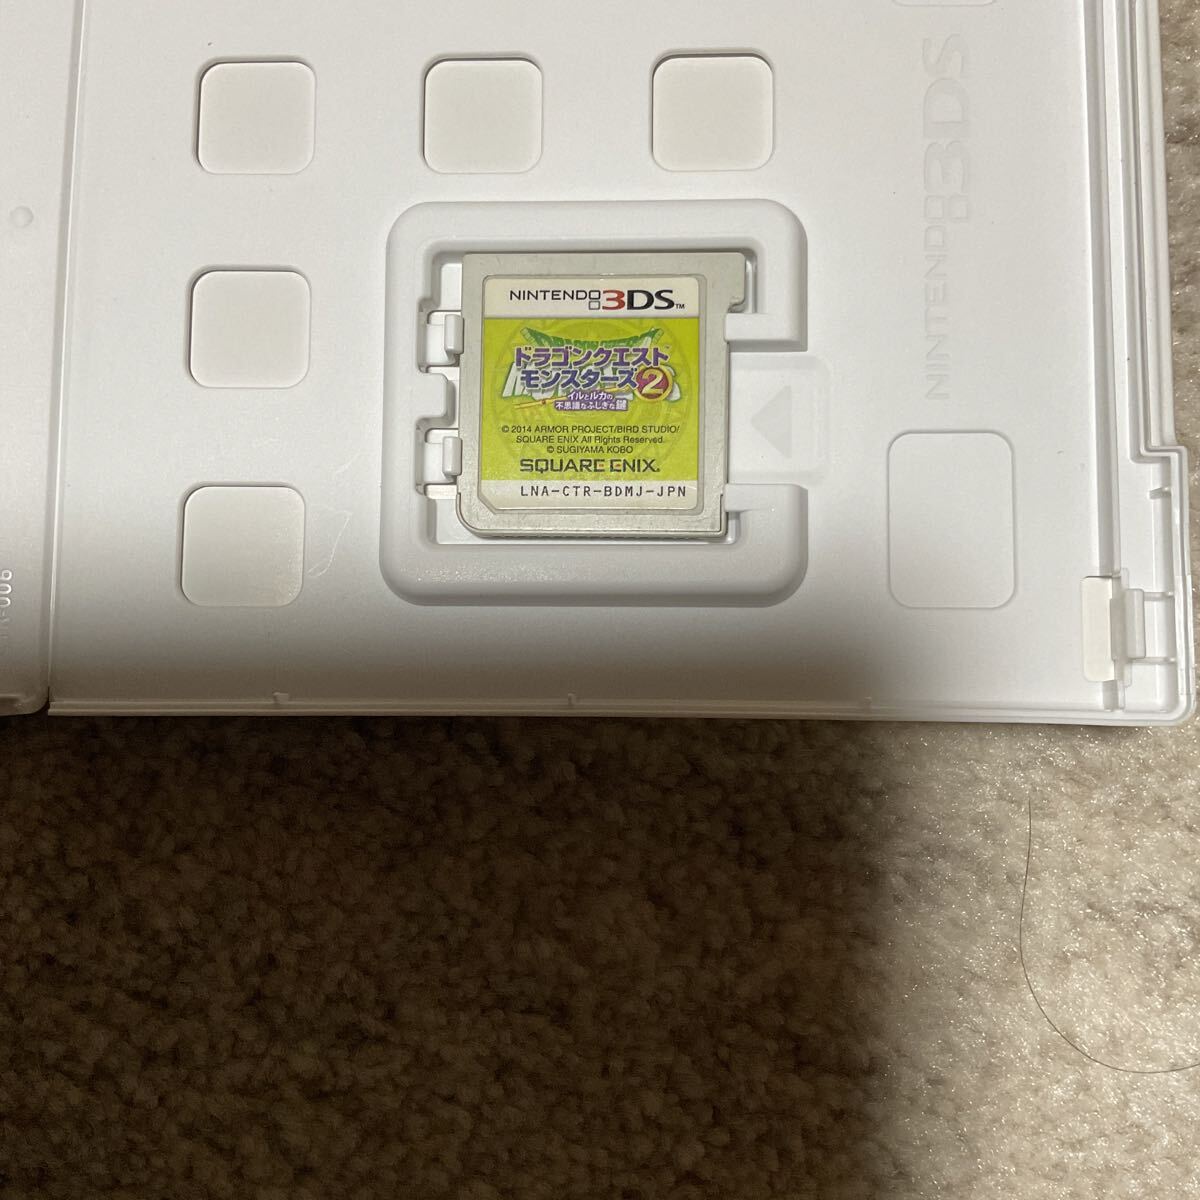 NINTENDO 3DS™
ドラゴンクエスト
モンスターズ2
イルとルカの
不思議なふしぎな鍵
© 2014 ARMOR PROJECT/BIRD STUDIO/
SQUARE ENIX All Rights Reserved.
© SUGIYAMA KOBO
SQUARE ENIX.
LNA-CTR-BDMJ-JPN
NINTENDO 3DS